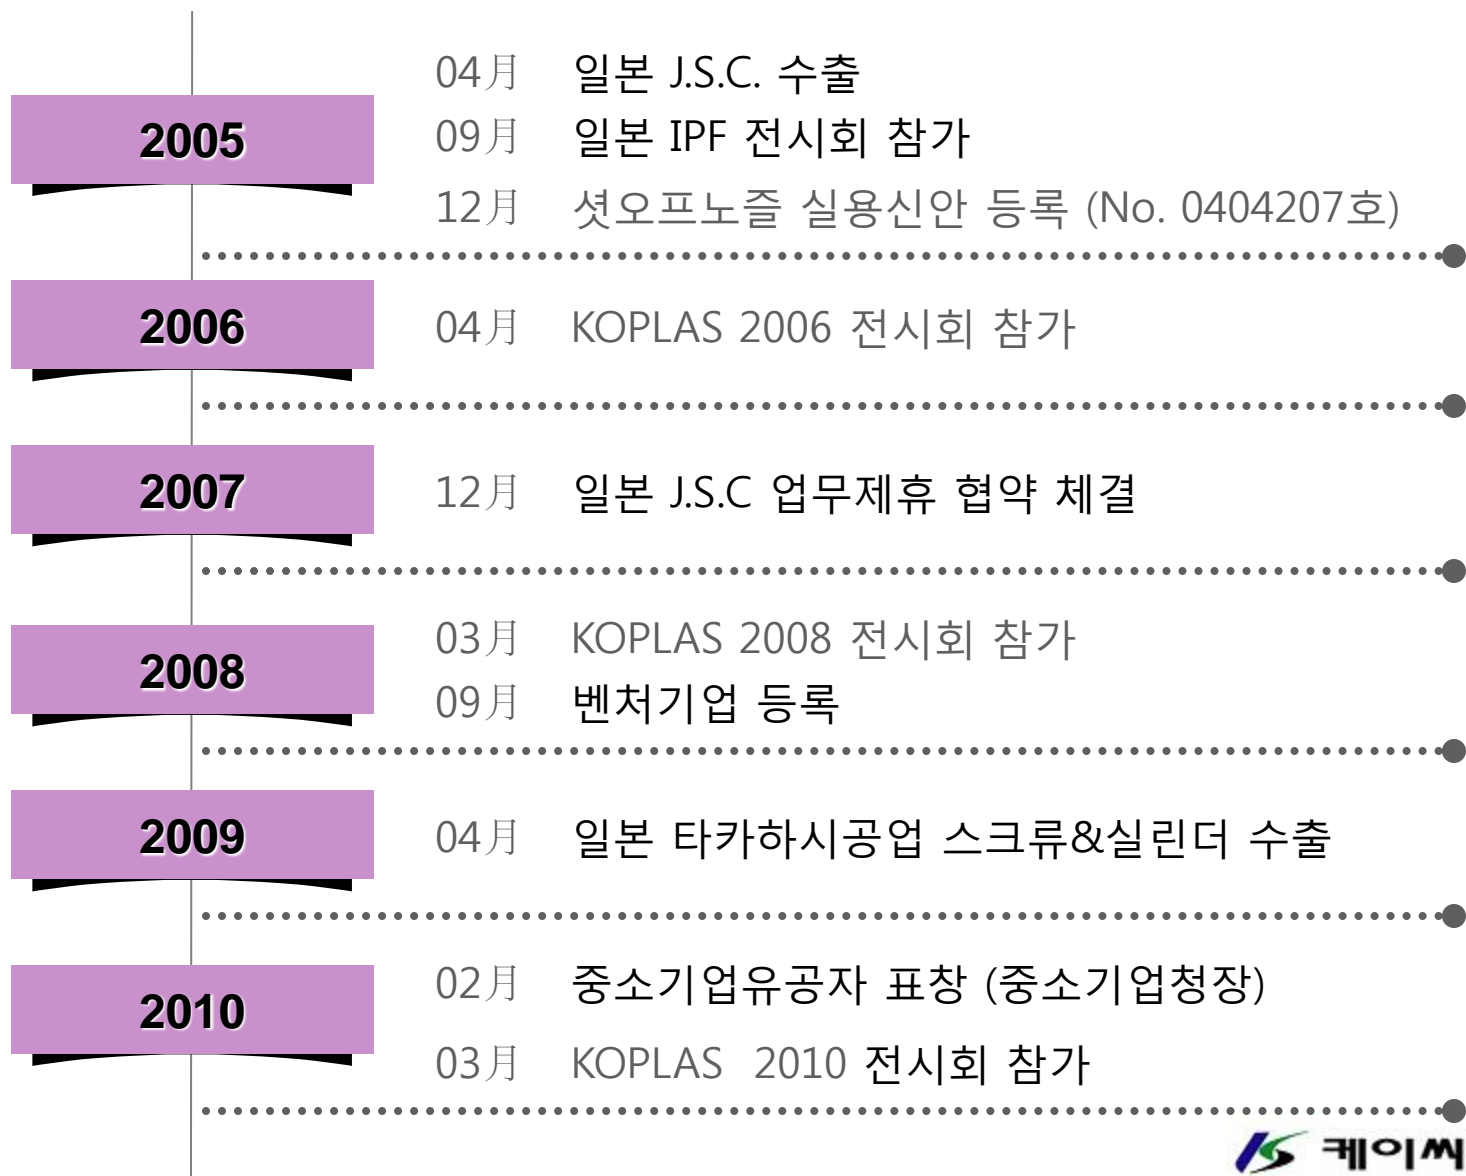 2005
04月 일본 J.S.C. 수출
09月 일본 IPF 전시회 참가
12月 셧오프노즐 실용신안 등록 (No. 0404207호)
2006
04月 KOPLAS 2006 전시회 참가
2007
12月 일본 J.S.C 업무제휴 협약 체결
2008
03月 KOPLAS 2008 전시회 참가
09月 벤처기업 등록
2009
04月 일본 타카하시공업 스크류&실린더 수출
2010
02月 중소기업유공자 표창 (중소기업청장)
03月 KOPLAS 2010 전시회 참가
케이씨